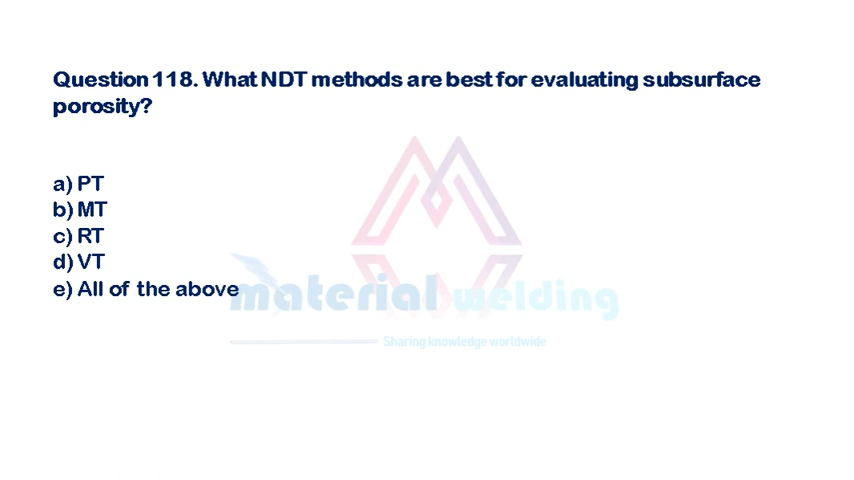 Question 118. What NDT methods are best for evaluating subsurface
porosity?
a) PT
b) MT
c) RT
d) VT
e) All of the above
material welding
Sharing knowledge worldwide